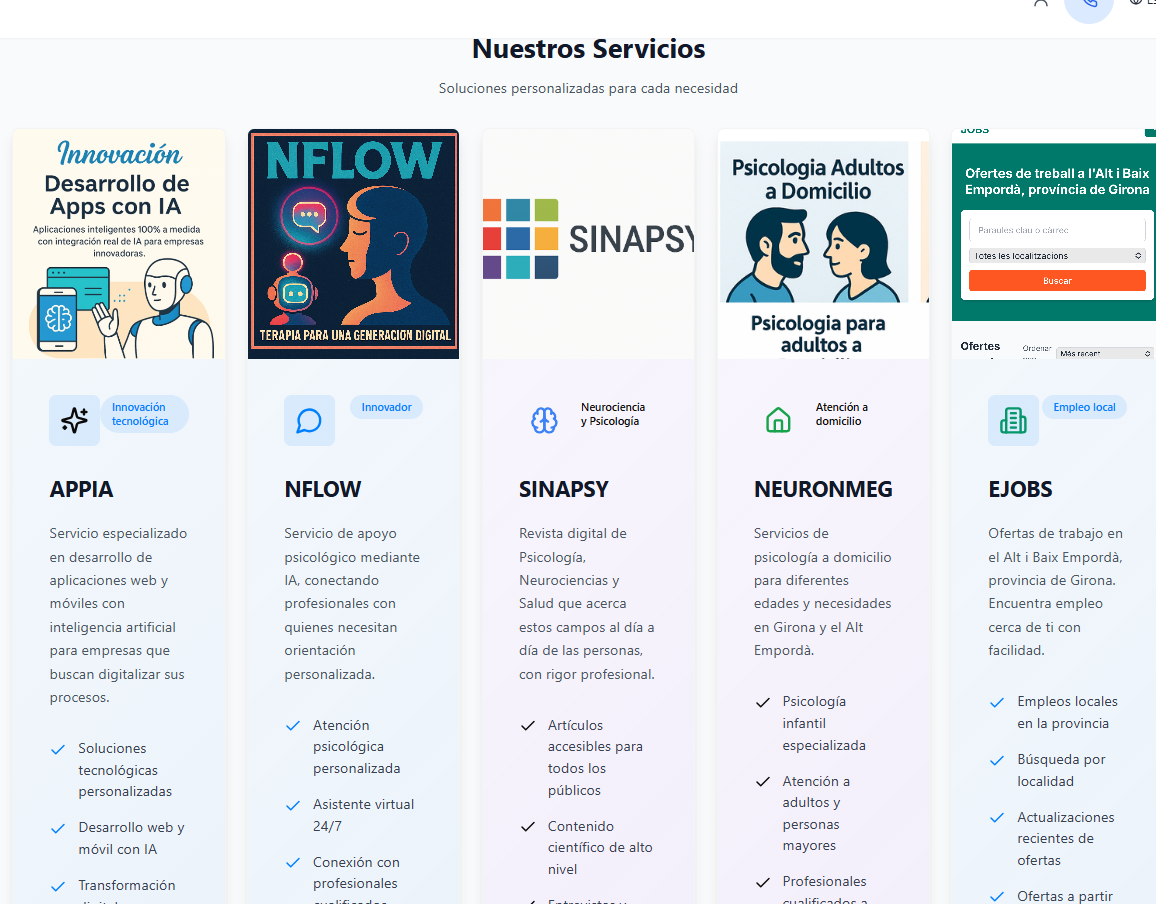 Nuestros Servicios
Soluciones personalizadas para cada necesidad
Innovación
Desarrollo de
Apps con IA
Aplicaciones inteligentes 100% a medida
con integración real de IA para empresas
innovadoras.
Innovación
tecnológica
APPIA
Servicio especializado
en desarrollo de
aplicaciones web y
móviles con
inteligencia artificial
para empresas que
buscan digitalizar sus
procesos.
Soluciones
tecnológicas
personalizadas
Desarrollo web y
móvil con IA
Transformación
NFLOW
TERAPIA PARA UNA GENERACION DIGITAL
Innovador
NFLOW
Servicio de apoyo
psicológico mediante
IA, conectando
profesionales con
quienes necesitan
orientación
personalizada.
Atención
psicológica
personalizada
Asistente virtual
24/7
Conexión con
profesionales
SINAPSY
Neurociencia
y Psicología
SINAPSY
Revista digital de
Psicología,
Neurociencias y
Salud que acerca
estos campos al día a
día de las personas,
con rigor profesional.
Artículos
accesibles para
todos los
públicos
Contenido
científico de alto
nivel
Psicologia Adultos
a Domicilio
Psicologia para
adultos a
Atención a
domicilio
NEURONMEG
Servicios de
psicología a domicilio
para diferentes
edades y necesidades
en Girona y el Alt
Empordà.
Psicología
infantil
especializada
Atención a
adultos y
personas
mayores
Profesionales
JOBS
Ofertes de treball a l'Alt i Baix
Empordà, província de Girona
Paraules clau o càrrec
Totes les localitzacions
Buscar
Ofertes
Ordenar
Més recent
Empleo local
EJOBS
Ofertas de trabajo en
el Alt i Baix Empordà,
provincia de Girona.
Encuentra empleo
cerca de ti con
facilidad.
Empleos locales
en la provincia
Búsqueda por
localidad
Actualizaciones
recientes de
ofertas
Ofertas a partir